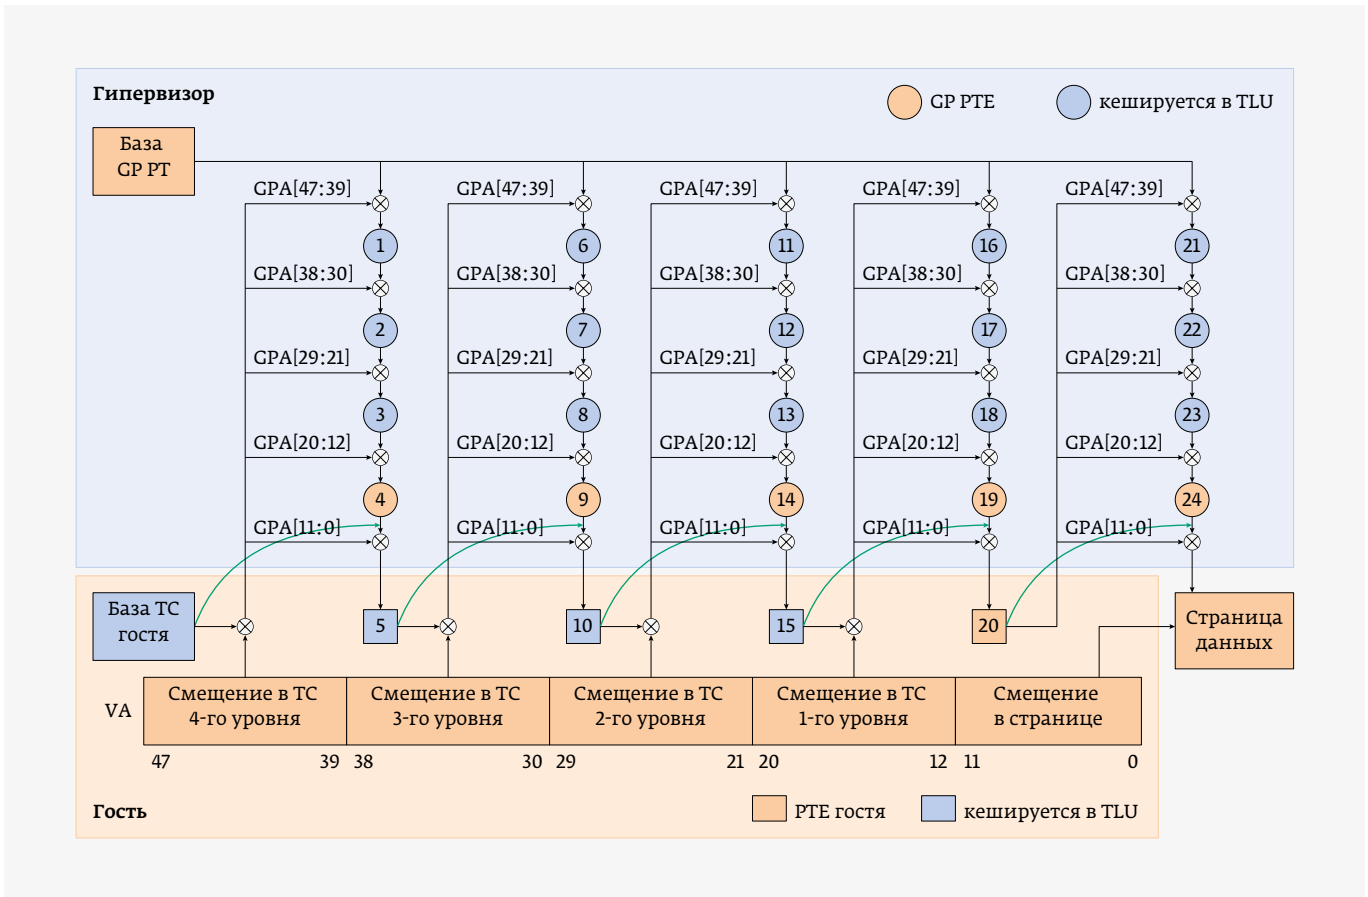 Гипервизор
GP PTE
кешируется в TLU
База
GP PT
GPA[47:39] GPA[47:39] GPA[47:39] GPA[47:39] GPA[47:39]
1 6 11 16 21
GPA[38:30] GPA[38:30] GPA[38:30] GPA[38:30] GPA[38:30]
2 7 12 17 22
GPA[29:21] GPA[29:21] GPA[29:21] GPA[29:21] GPA[29:21]
3 8 13 18 23
GPA[20:12] GPA[20:12] GPA[20:12] GPA[20:12] GPA[20:12]
4 9 14 19 24
GPA[11:0] GPA[11:0] GPA[11:0] GPA[11:0] GPA[11:0]
База ТС
гостя
5 10 15 20
Страница
данных
VA
Смещение в ТС
4-го уровня
Смещение в ТС
3-го уровня
Смещение в ТС
2-го уровня
Смещение в ТС
1-го уровня
Смещение
в странице
47 39 38 30 29 21 20 12 11 0
Гость
PTE гостя
кешируется в TLU